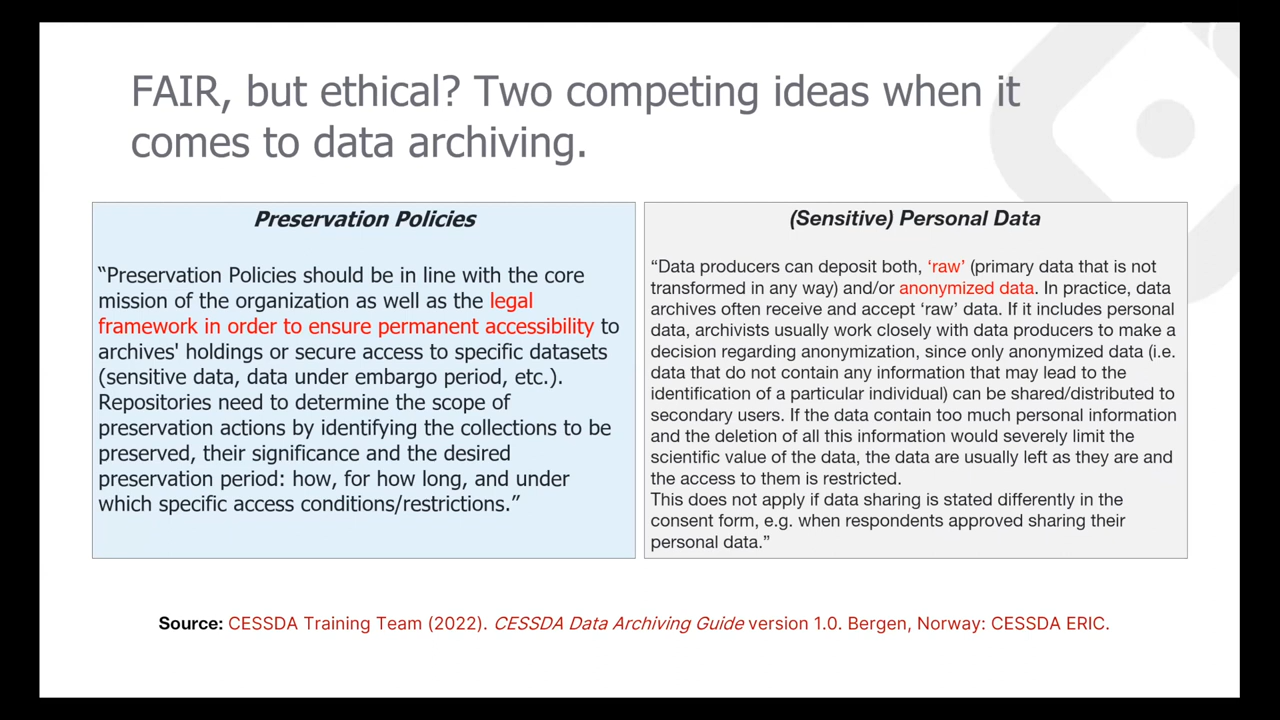 FAIR, but ethical? Two competing ideas when it
comes to data archiving.
Preservation Policies
“Preservation Policies should be in line with the core
mission of the organization as well as the legal
framework in order to ensure permanent accessibility to
archives' holdings or secure access to specific datasets
(sensitive data, data under embargo period, etc.).
Repositories need to determine the scope of
preservation actions by identifying the collections to be
preserved, their significance and the desired
preservation period: how, for how long, and under
which specific access conditions/restrictions.”
(Sensitive) Personal Data
“Data producers can deposit both, ‘raw’ (primary data that is not
transformed in any way) and/or anonymized data. In practice, data
archives often receive and accept ‘raw’ data. If it includes personal
data, archivists usually work closely with data producers to make a
decision regarding anonymization, since only anonymized data (i.e.
data that do not contain any information that may lead to the
identification of a particular individual) can be shared/distributed to
secondary users. If the data contain too much personal information
and the deletion of all this information would severely limit the
scientific value of the data, the data are usually left as they are and
the access to them is restricted.
This does not apply if data sharing is stated differently in the
consent form, e.g. when respondents approved sharing their
personal data.”
Source: CESSDA Training Team (2022). CESSDA Data Archiving Guide version 1.0. Bergen, Norway: CESSDA ERIC.